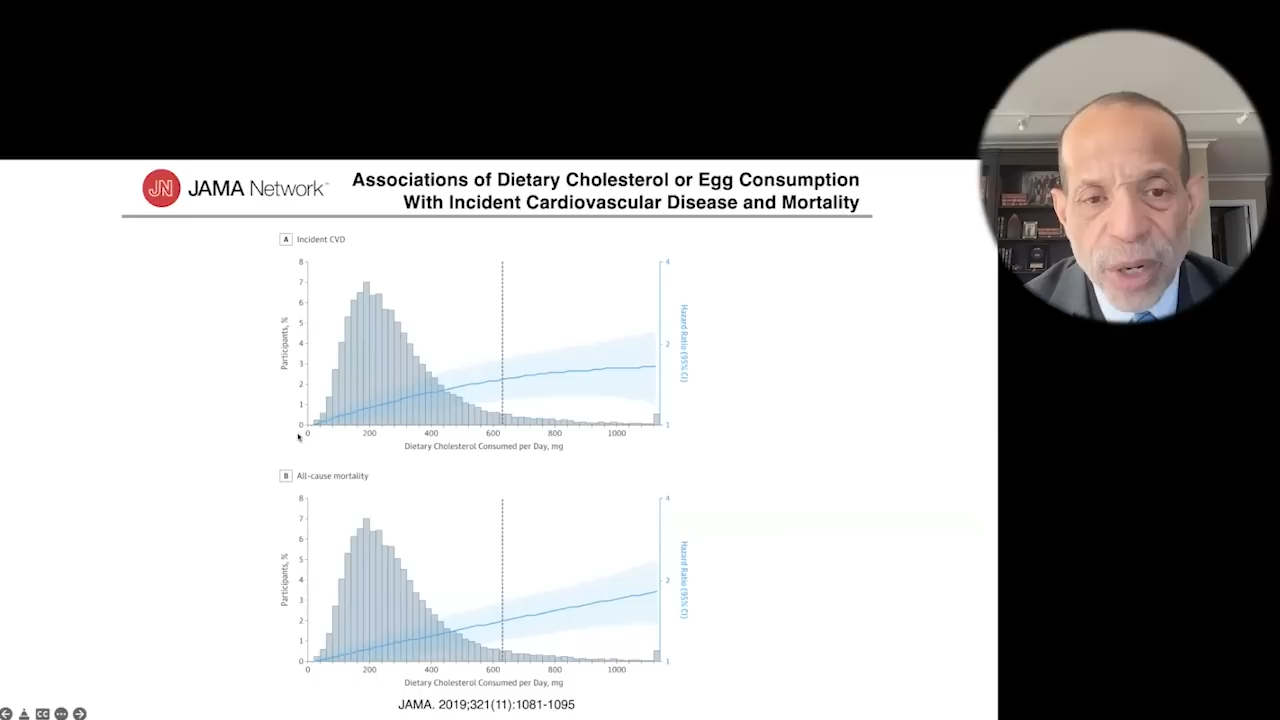 JN JAMA Network™
Associations of Dietary Cholesterol or Egg Consumption
With Incident Cardiovascular Disease and Mortality
A Incident CVD
8
7
6
5
4
3
2
1
0
Participants, %
4
2
1
Hazard Ratio (95% CI)
0 200 400 600 800 1000
Dietary Cholesterol Consumed per Day, mg
B All-cause mortality
8
7
6
5
4
3
2
1
0
Participants, %
4
2
1
Hazard Ratio (95% CI)
0 200 400 600 800 1000
Dietary Cholesterol Consumed per Day, mg
JAMA. 2019;321(11):1081-1095
CC